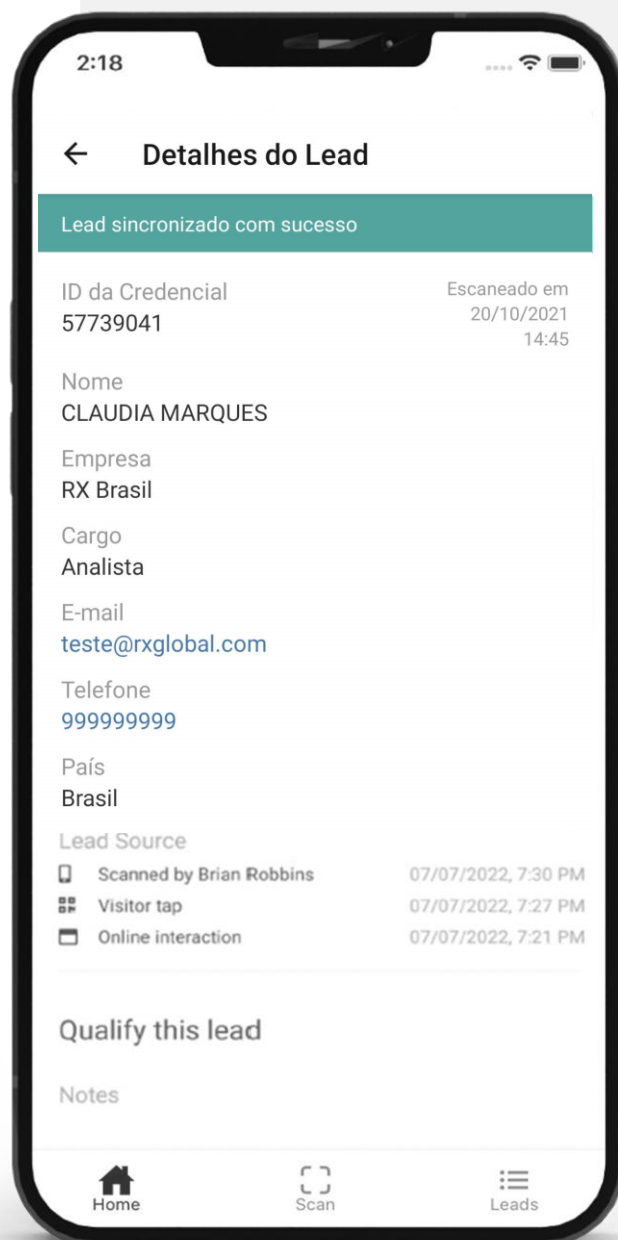 2:18
Detalhes do Lead
Lead sincronizado com sucesso
ID da Credencial
57739041
Escaneado em
20/10/2021
14:45
Nome
CLAUDIA MARQUES
Empresa
RX Brasil
Cargo
Analista
E-mail
teste@rxglobal.com
Telefone
999999999
País
Brasil
Lead Source
Scanned by Brian Robbins 07/07/2022, 7:30 PM
Visitor tap 07/07/2022, 7:27 PM
Online interaction 07/07/2022, 7:21 PM
Qualify this lead
Notes
Home Scan Leads